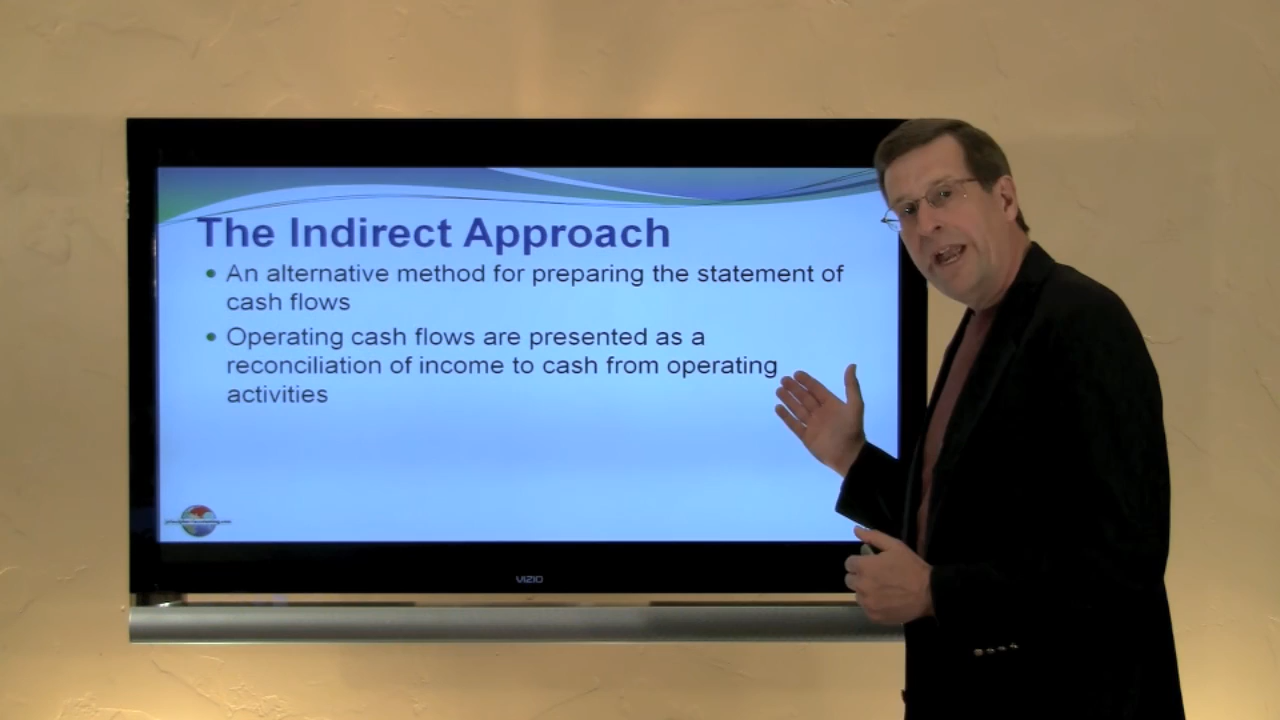 The Indirect Approach
• An alternative method for preparing the statement of
cash flows
• Operating cash flows are presented as a
reconciliation of income to cash from operating
activities
VIZIO